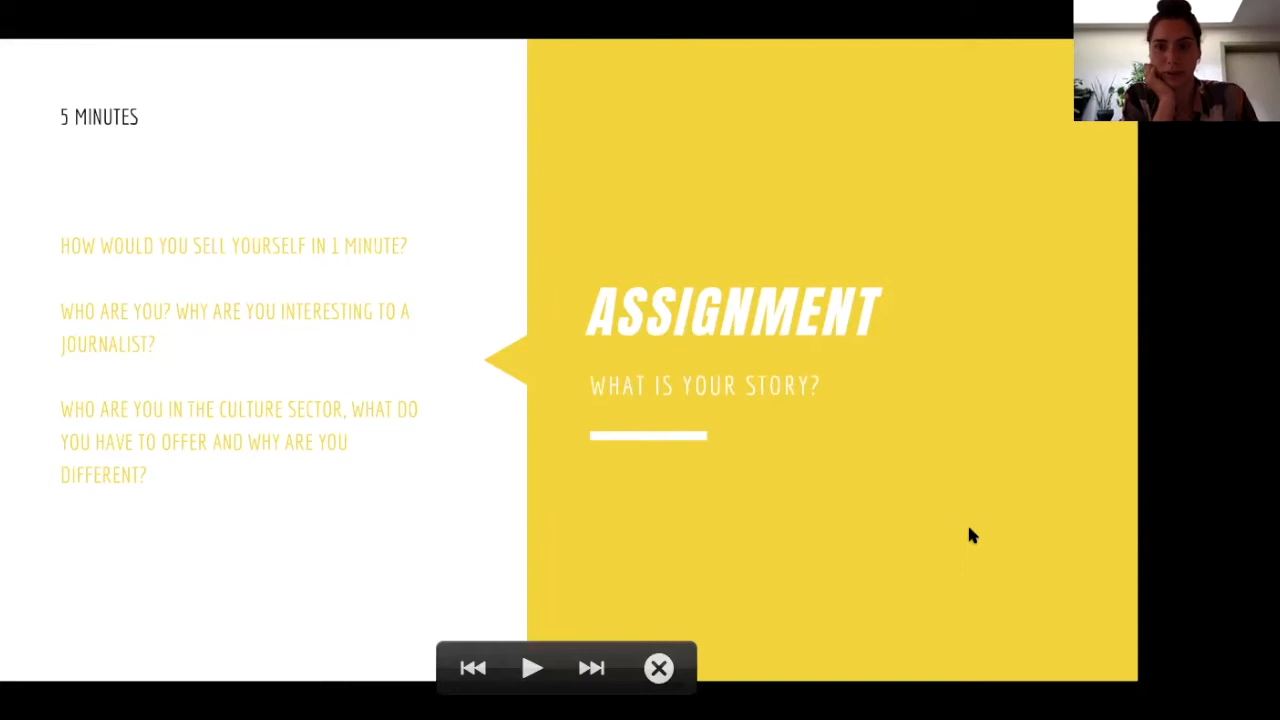 5 MINUTES
HOW WOULD YOU SELL YOURSELF IN 1 MINUTE?
WHO ARE YOU? WHY ARE YOU INTERESTING TO A
JOURNALIST?
WHO ARE YOU IN THE CULTURE SECTOR, WHAT DO
YOU HAVE TO OFFER AND WHY ARE YOU
DIFFERENT?
ASSIGNMENT
WHAT IS YOUR STORY?